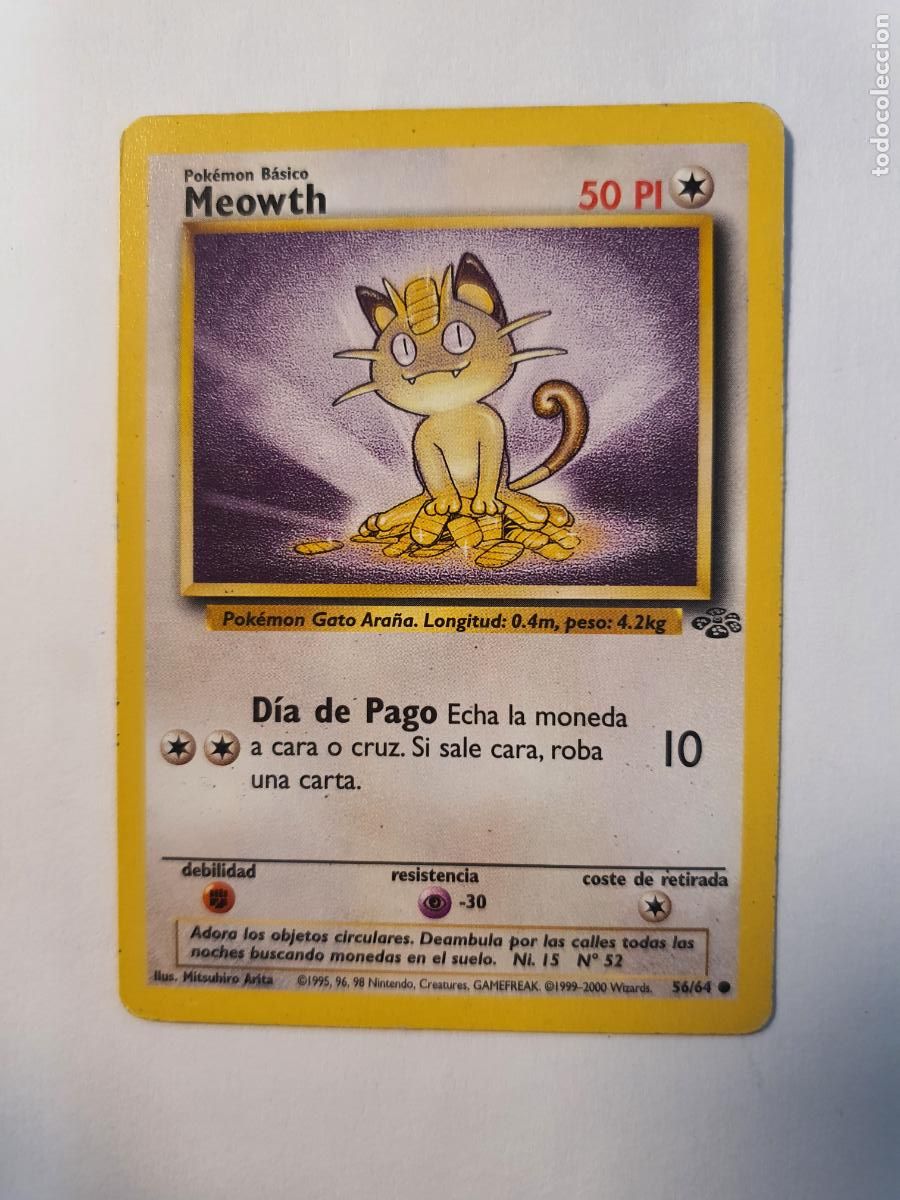 todocoleccion
Pokémon Básico
Meowth
50 PI
Pokémon Gato Araña. Longitud: 0.4m, peso: 4.2kg
Día de Pago Echa la moneda
a cara o cruz. Si sale cara, roba
una carta.
10
debilidad
resistencia
coste de retirada
-30
Adora los objetos circulares. Deambula por las calles todas las
noches buscando monedas en el suelo. Ni. 15 Nº 52
Ilus. Mitsuhiro Arita ©1995, 96, 98 Nintendo, Creatures, GAMEFREAK. ©1999-2000 Wizards. 56/64